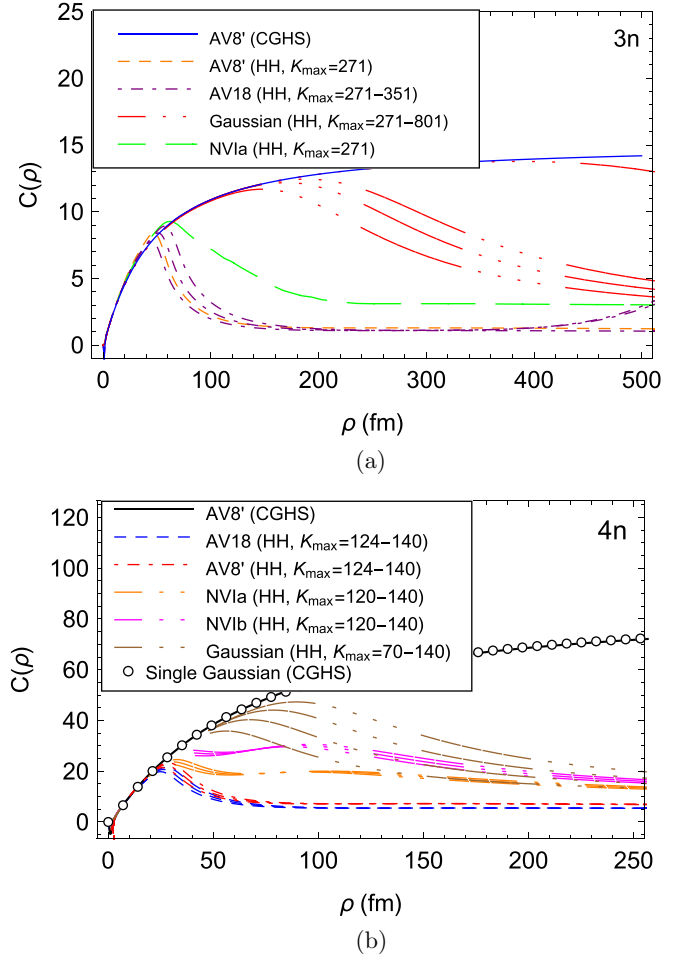 25
20
15
10
5
0
C(ρ)
AV8' (CGHS)
AV8' (HH, Kmax=271)
AV18 (HH, Kmax=271–351)
Gaussian (HH, Kmax=271–801)
NVIa (HH, Kmax=271)
3n
0 100 200 300 400 500
ρ (fm)
(a)
120
100
80
60
40
20
0
C(ρ)
AV8' (CGHS)
AV18 (HH, Kmax=124–140)
AV8' (HH, Kmax=124–140)
NVIa (HH, Kmax=120–140)
NVIb (HH, Kmax=120–140)
Gaussian (HH, Kmax=70–140)
Single Gaussian (CGHS)
4n
0 50 100 150 200 250
ρ (fm)
(b)